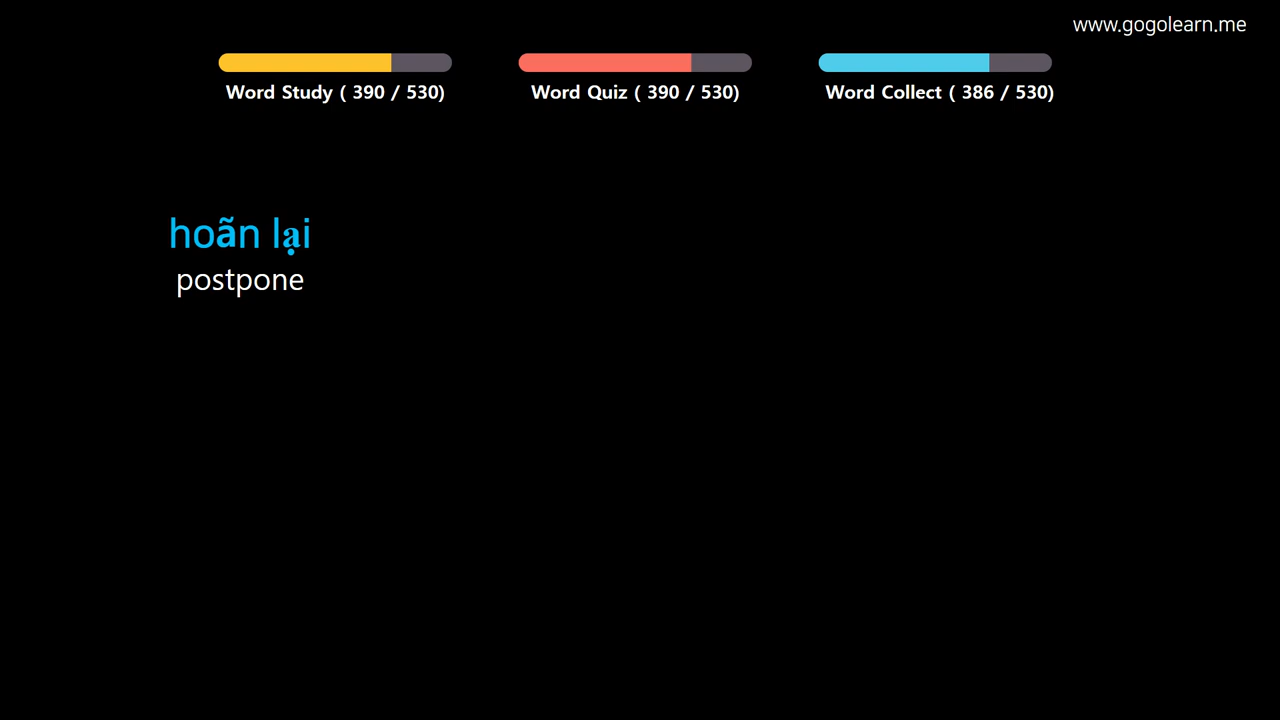 www.gogolearn.me
Word Study ( 390 / 530)
Word Quiz ( 390 / 530)
Word Collect ( 386 / 530)
hoãn lại
postpone